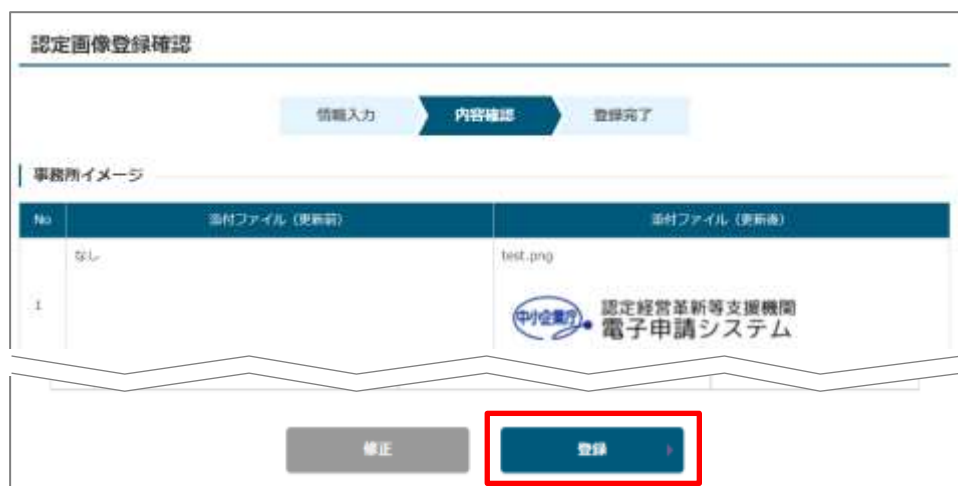 認定画像登録確認
情報入力
内容確認
登録完了
事務所イメージ
No
添付ファイル（更新前）
添付ファイル（更新後）
1
なし
test.png
中小企業庁
認定経営革新等支援機関
電子申請システム
修正
登録